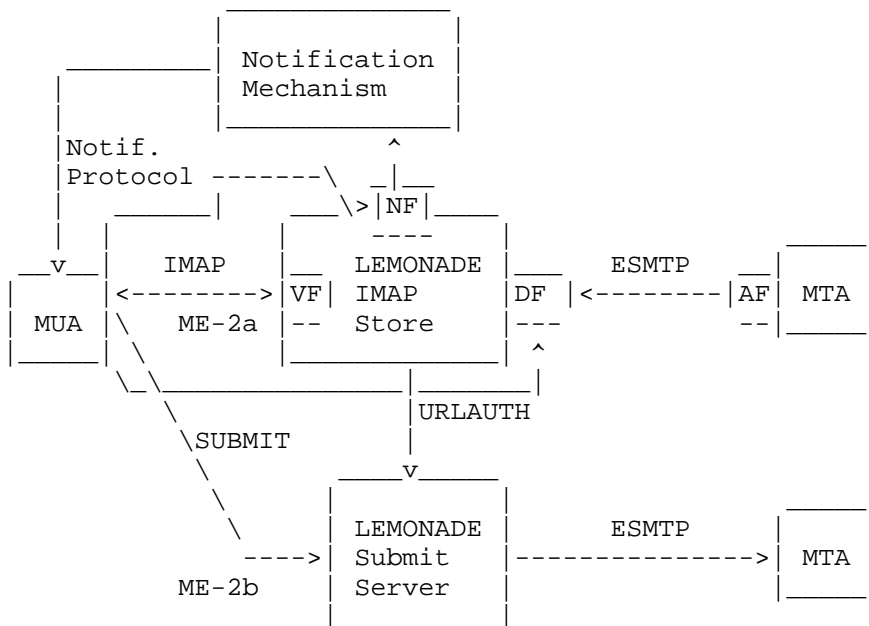 Notification
Mechanism
Notif.
Protocol
NF
IMAP LEMONADE ESMTP
VF IMAP DF AF MTA
MUA ME-2a Store
URLAUTH
SUBMIT
LEMONADE ESMTP
Submit MTA
ME-2b Server